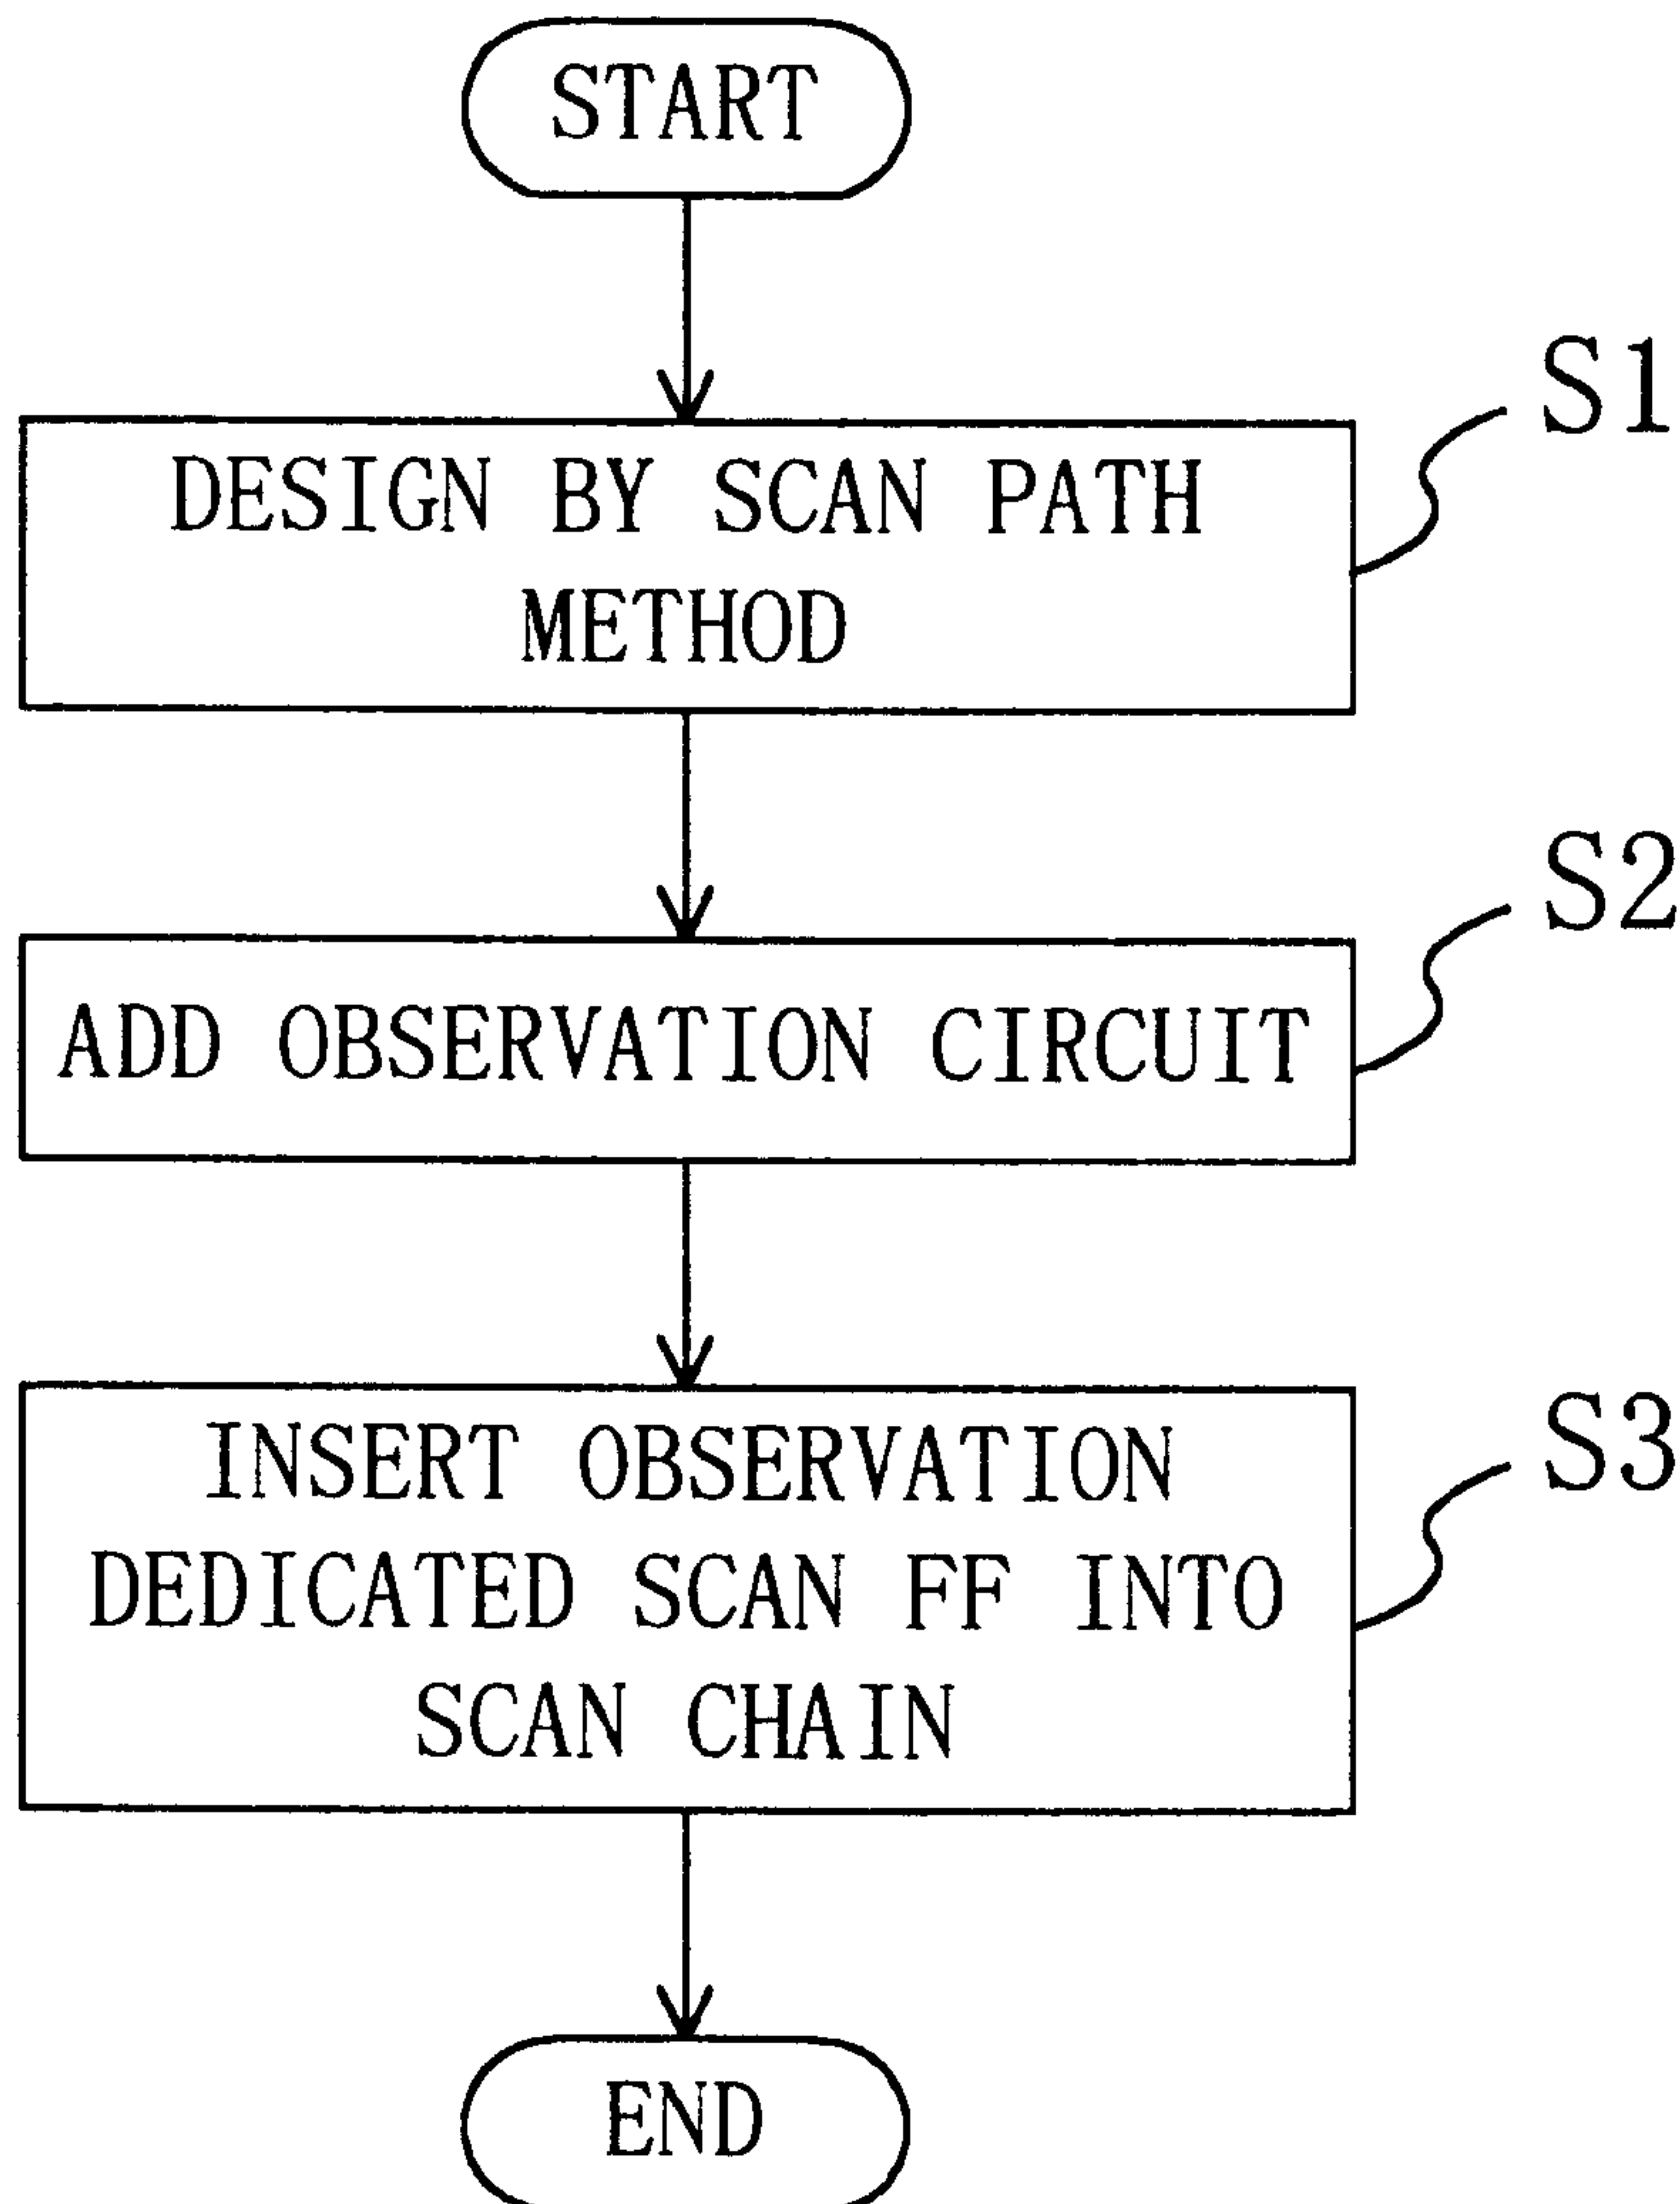 START
S1
DESIGN BY SCAN PATH
METHOD
S2
ADD OBSERVATION CIRCUIT
S3
INSERT OBSERVATION
DEDICATED SCAN FF INTO
SCAN CHAIN
END